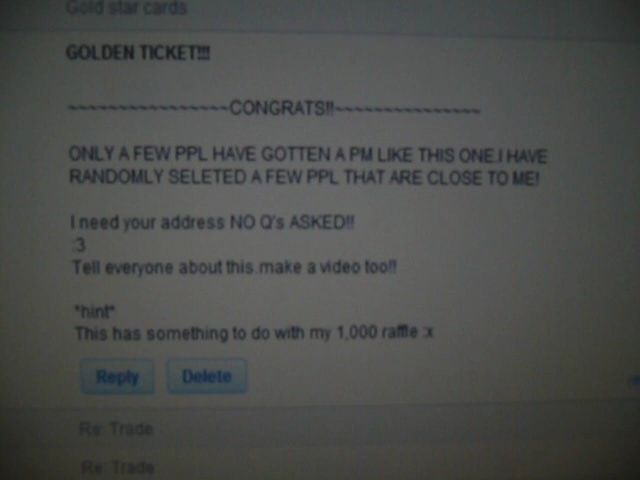 Gold star cards
GOLDEN TICKET!!!
~~~~~~~~~~~~~~~~CONGRATS!!~~~~~~~~~~~~~~~
ONLY A FEW PPL HAVE GOTTEN A PM LIKE THIS ONE.I HAVE
RANDOMLY SELETED A FEW PPL THAT ARE CLOSE TO ME!
I need your address NO Q's ASKED!!
:3
Tell everyone about this.make a video too!!
*hint*
This has something to do with my 1,000 raffle :x
Reply Delete
Re: Trade
Re: Trade